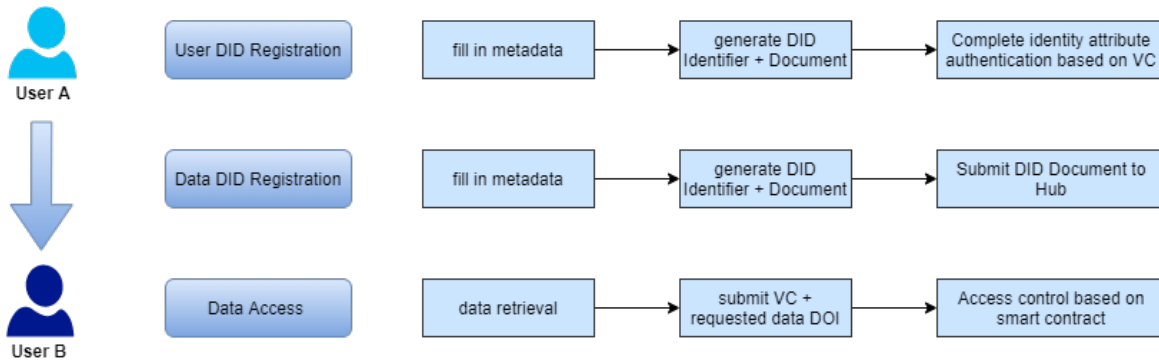 User A
User DID Registration
fill in metadata
generate DID
Identifier + Document
Complete identity attribute
authentication based on VC
Data DID Registration
fill in metadata
generate DID
Identifier + Document
Submit DID Document to
Hub
User B
Data Access
data retrieval
submit VC +
requested data DOI
Access control based on
smart contract